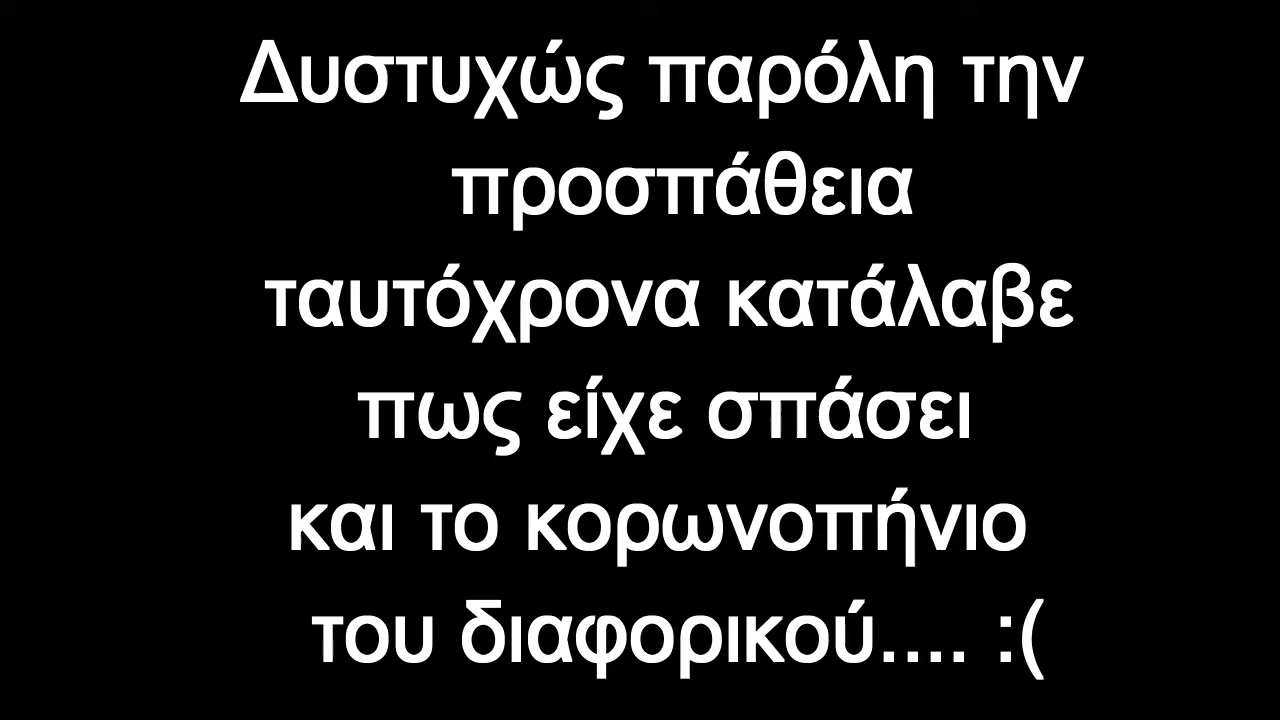 Δυστυχώς παρόλη την
προσπάθεια
ταυτόχρονα κατάλαβε
πως είχε σπάσει
και το κορωνοπήνιο
του διαφορικού.... :(